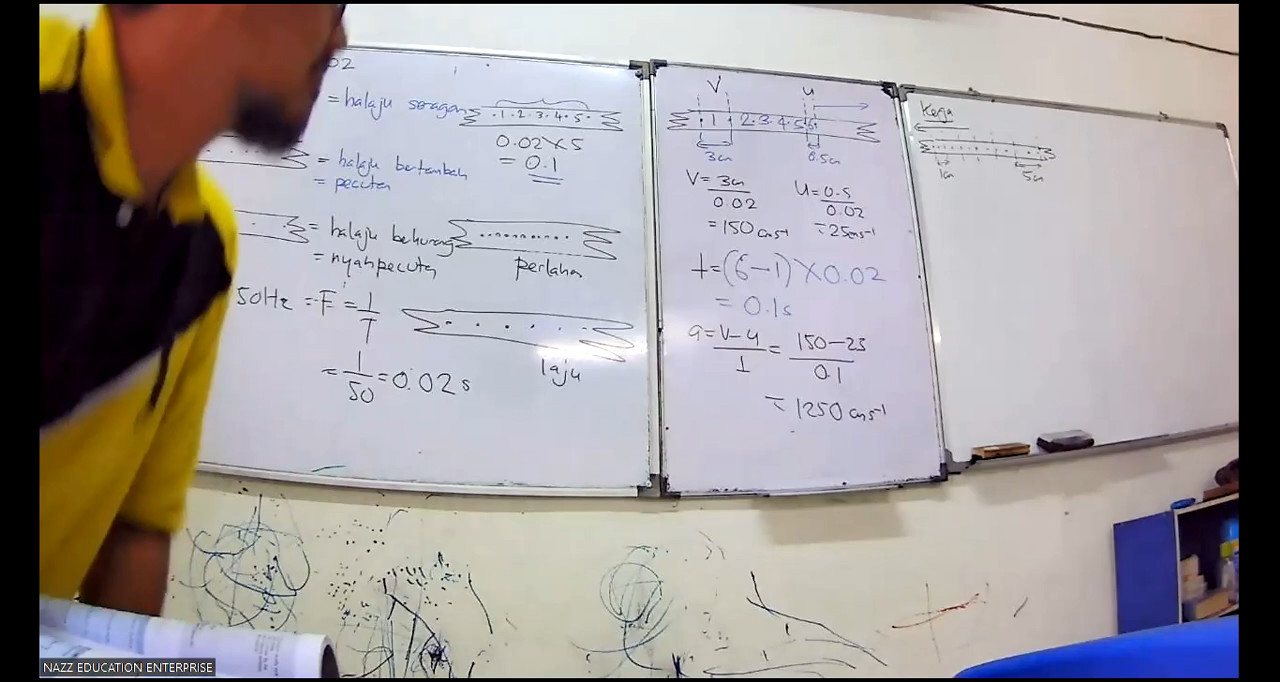 02
= halaju seragam
.1.2.3.4.5.
0.02 x 5
= 0.1
= halaju bertambah
= pecutan
= halaju bekurang
= nyahpecutan
perlahan
50Hz = F = 1/T
= 1/50 = 0.02 s
laju
V
u
1 2.3.4.5.6.
3cm
0.5cm
V = 3cm/0.02
= 150 cms-1
u = 0.5/0.02
= 25cms-1
t = (6-1) X 0.02
= 0.1s
a = V-u/t = 150-25/0.1
= 1250 cms-1
Kerja
1cm
5cm
NAZZ EDUCATION ENTERPRISE